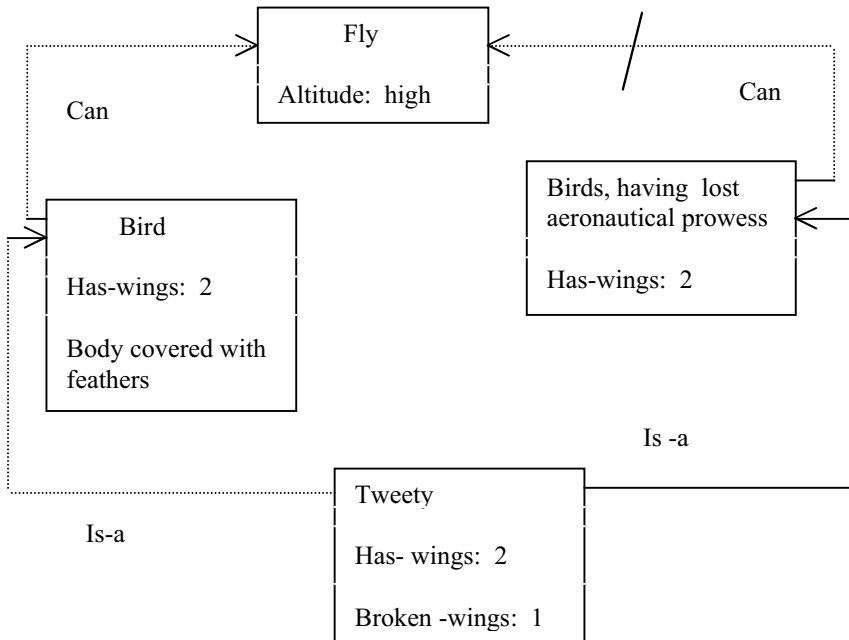 Fly
Altitude: high
Can
Can
Birds, having lost
aeronautical prowess
Has-wings: 2
Bird
Has-wings: 2
Body covered with
feathers
Is -a
Is-a
Tweety
Has- wings: 2
Broken -wings: 1